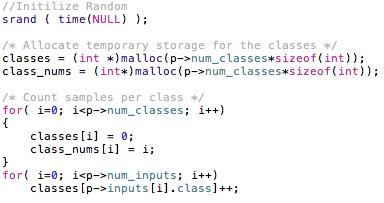 //Initilize Random
srand ( time(NULL) );
/* Allocate temporary storage for the classes */
classes = (int *)malloc(p->num_classes*sizeof(int));
class_nums = (int*)malloc(p->num_classes*sizeof(int));
/* Count samples per class */
for( i=0; i<p->num_classes; i++)
{
    classes[i] = 0;
    class_nums[i] = i;
}
for( i=0; i<p->num_inputs; i++)
    classes[p->inputs[i].class]++;